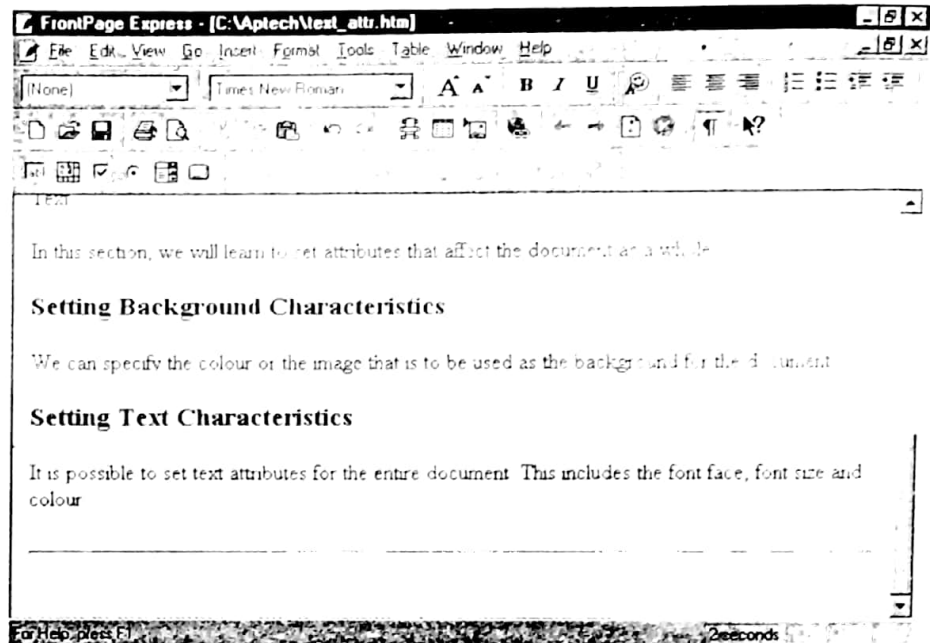 FrontPage Express - [C:\Aptech\text_attr.htm]
File Edit View Go Insert Format Tools Table Window Help
(None) Times New Roman A A B I U
Text
In this section, we will learn to set attributes that affect the document as a whole
Setting Background Characteristics
We can specify the colour or the image that is to be used as the background for the document
Setting Text Characteristics
It is possible to set text attributes for the entire document This includes the font face, font size and
colour
For Help, press F1 2 seconds